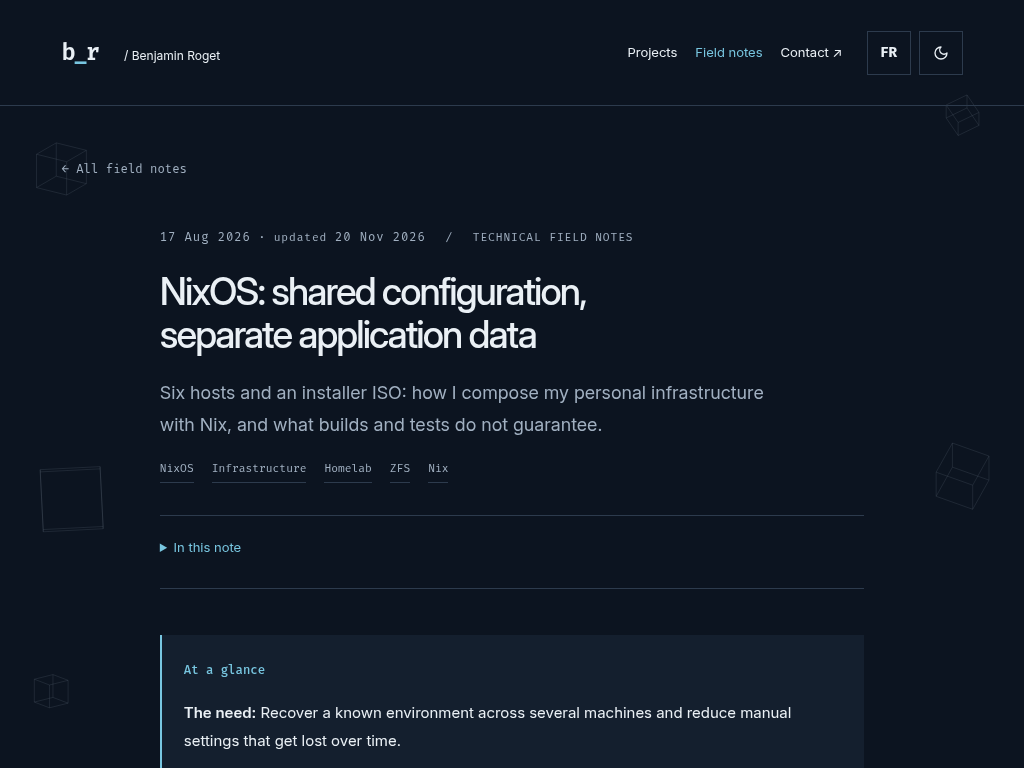 b_r / Benjamin Roget Projects Field notes Contact ↗ FR
← All field notes
17 Aug 2026 · updated 20 Nov 2026 / TECHNICAL FIELD NOTES
NixOS: shared configuration,
separate application data
Six hosts and an installer ISO: how I compose my personal infrastructure
with Nix, and what builds and tests do not guarantee.
NixOS Infrastructure Homelab ZFS Nix
▶ In this note
At a glance
The need: Recover a known environment across several machines and reduce manual
settings that get lost over time.